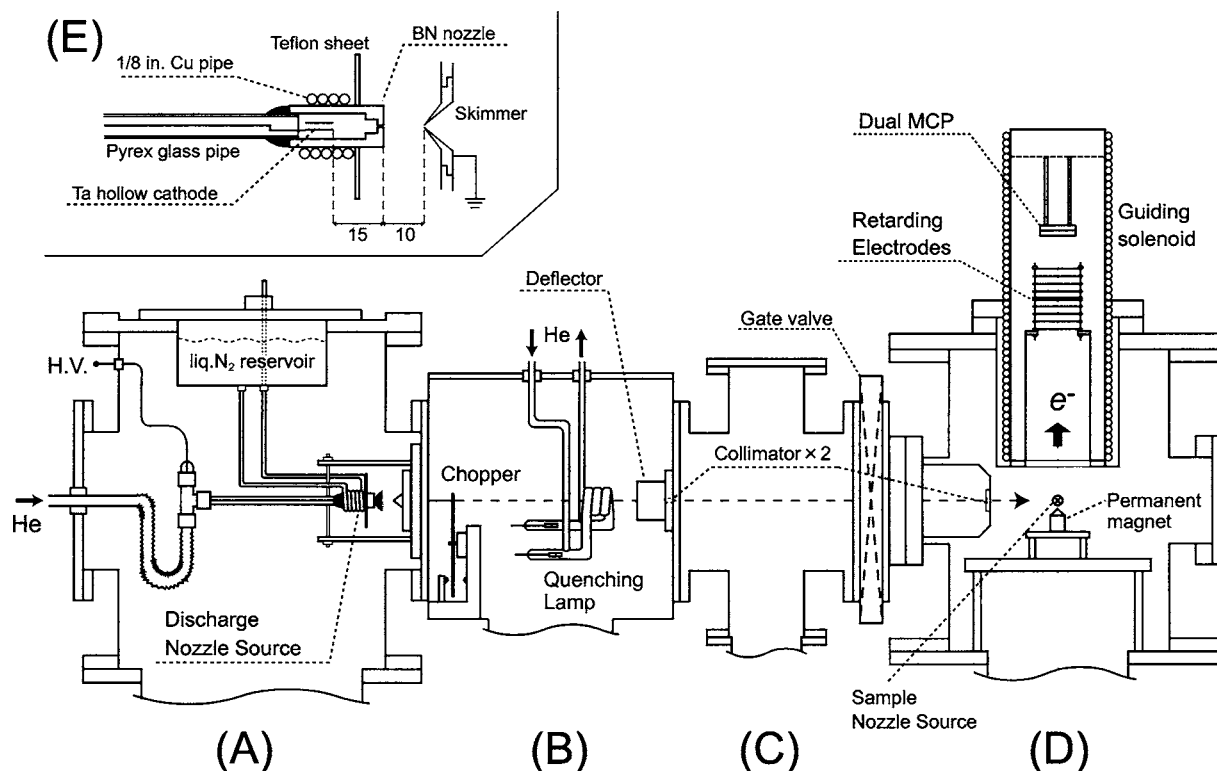 (E)
Teflon sheet
BN nozzle
1/8 in. Cu pipe
Skimmer
Pyrex glass pipe
Ta hollow cathode
15
10
Dual MCP
Retarding
Electrodes
Guiding
solenoid
Deflector
Gate valve
H.V.
liq.N₂ reservoir
He
e-
Chopper
Collimator × 2
He
Permanent
magnet
Quenching
Lamp
Discharge
Nozzle Source
Sample
Nozzle Source
(A)
(B)
(C)
(D)